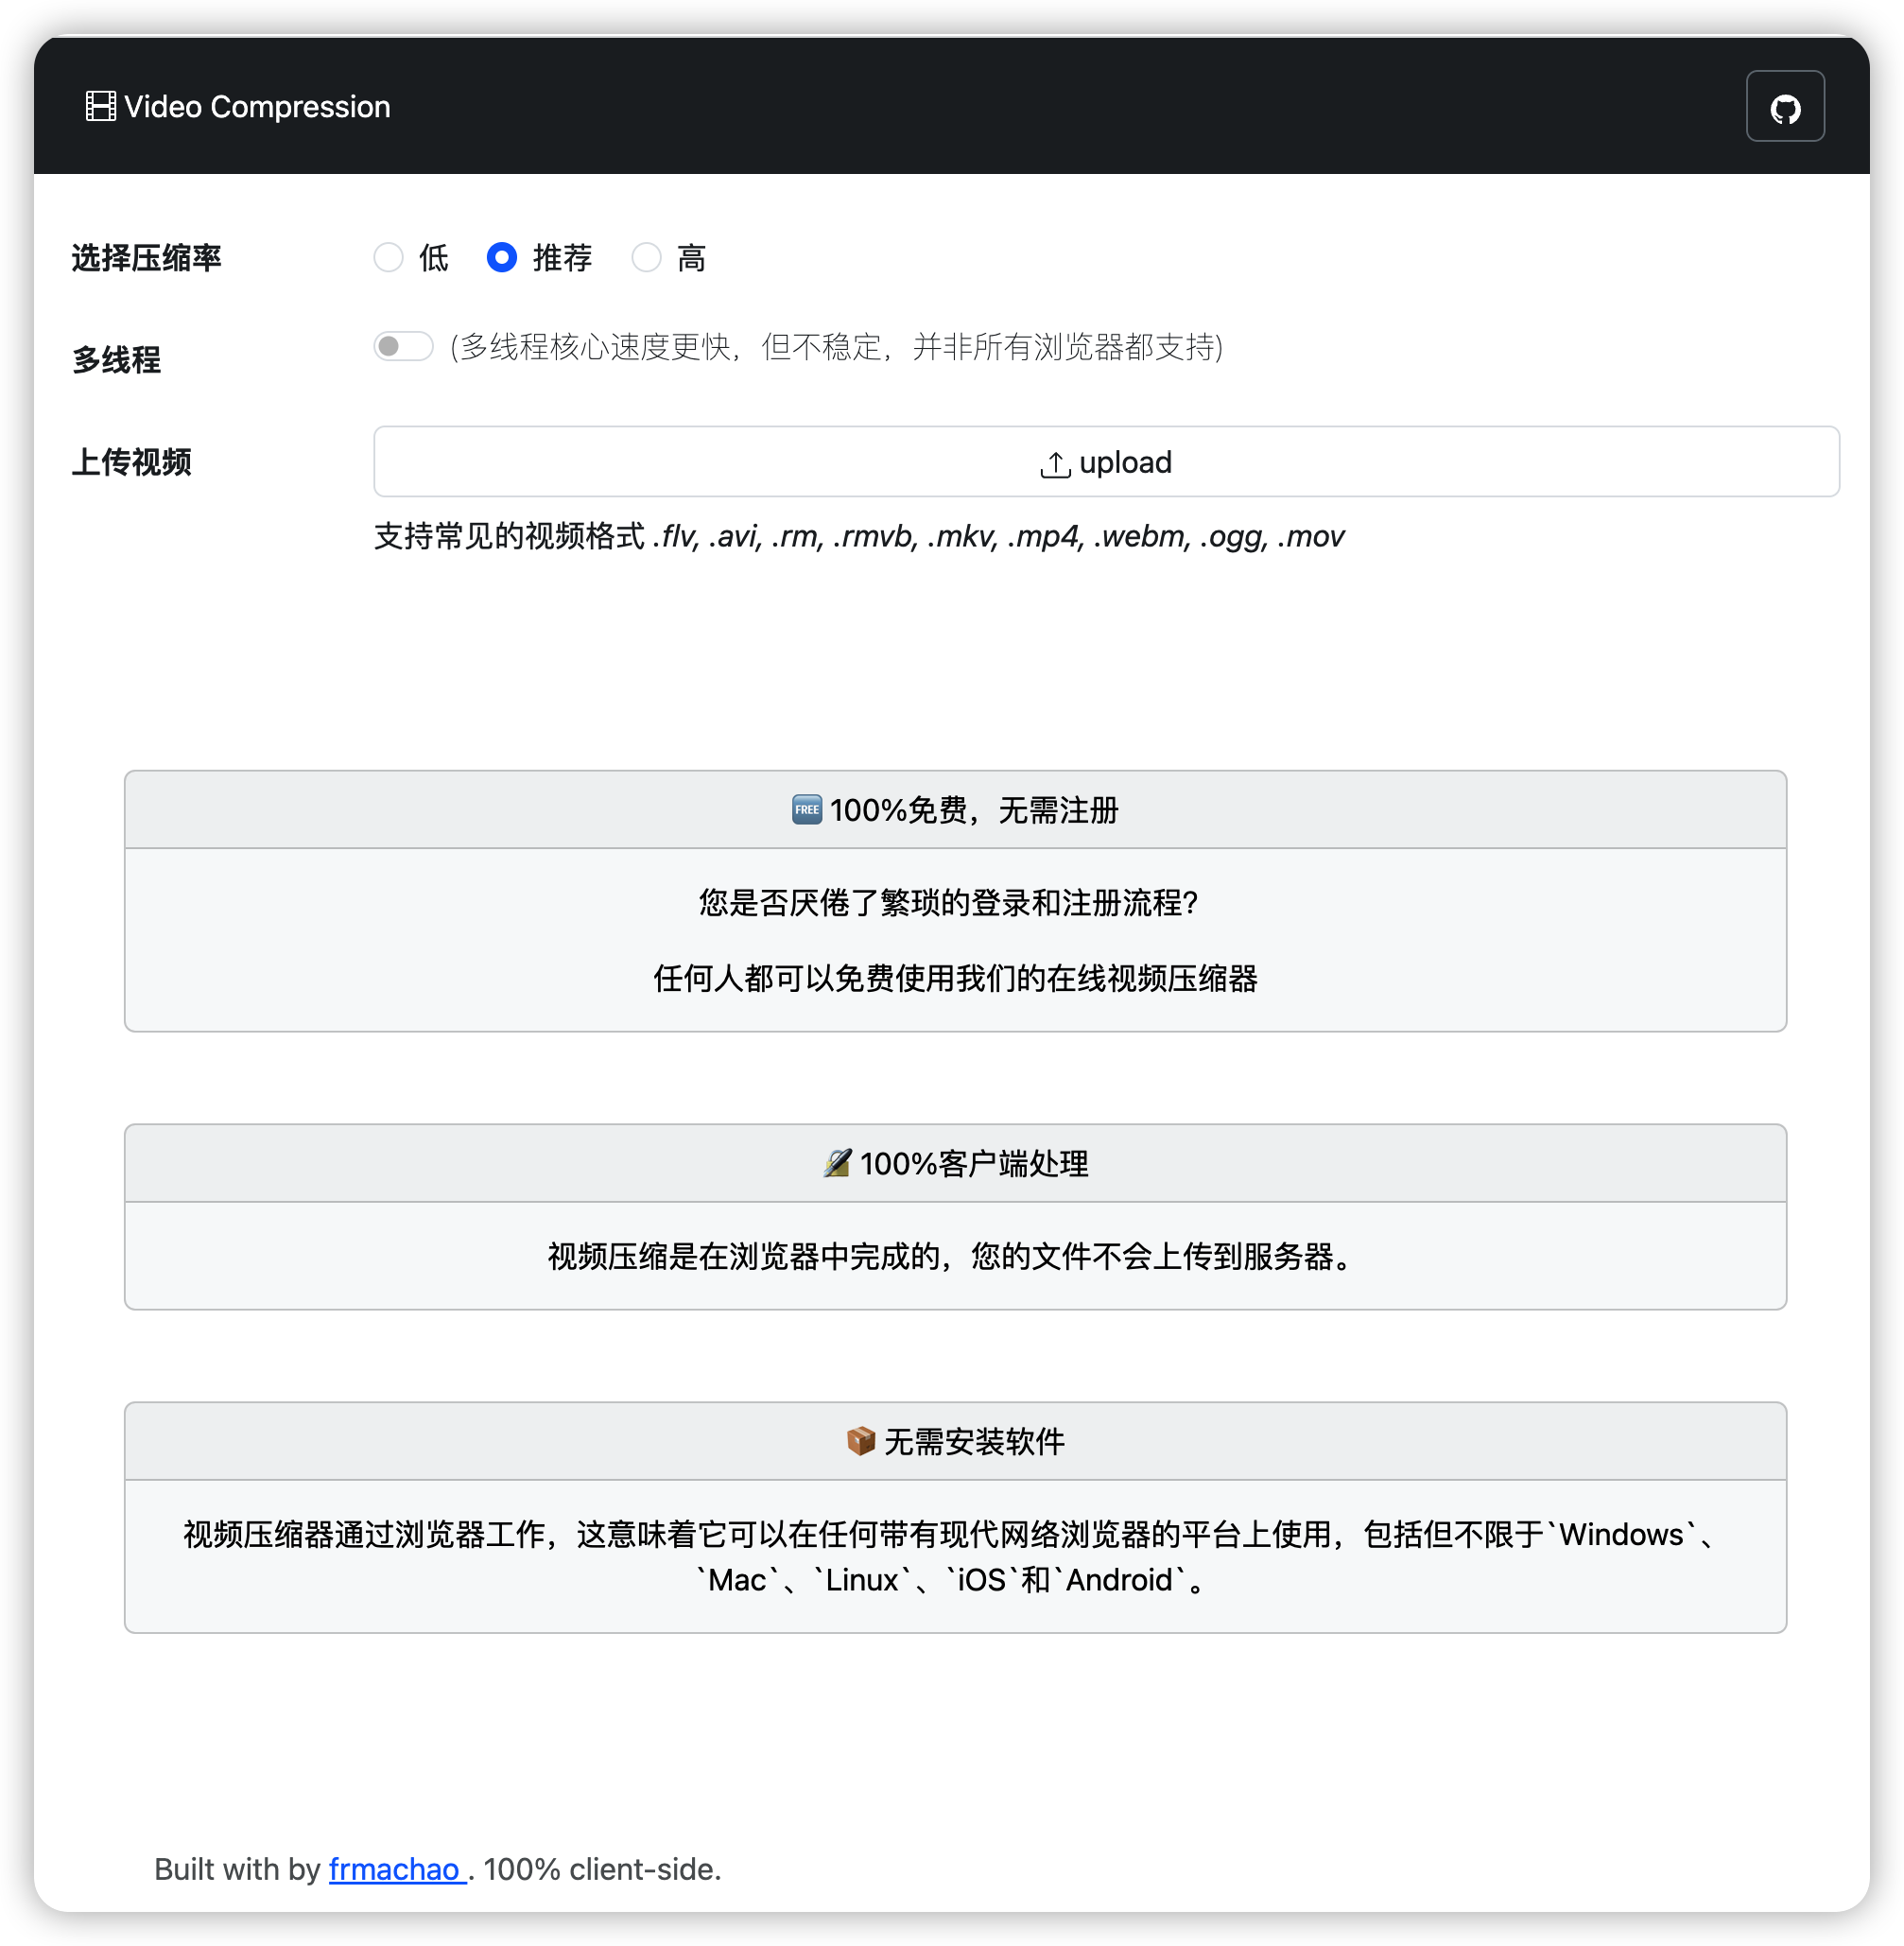 Video Compression
选择压缩率
低 推荐 高
多线程
(多线程核心速度更快，但不稳定，并非所有浏览器都支持)
上传视频
upload
支持常见的视频格式 .flv, .avi, .rm, .rmvb, .mkv, .mp4, .webm, .ogg, .mov
🆓 100%免费，无需注册
您是否厌倦了繁琐的登录和注册流程?
任何人都可以免费使用我们的在线视频压缩器
🔏 100%客户端处理
视频压缩是在浏览器中完成的，您的文件不会上传到服务器。
📦 无需安装软件
视频压缩器通过浏览器工作，这意味着它可以在任何带有现代网络浏览器的平台上使用，包括但不限于`Windows`、
`Mac`、`Linux`、`iOS`和`Android`。
Built with by frmachao . 100% client-side.